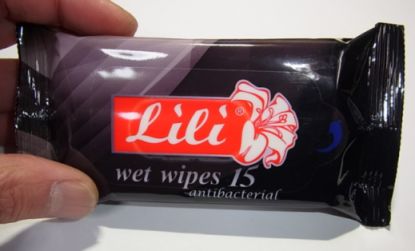 Lili®
wet wipes 15
antibacterial